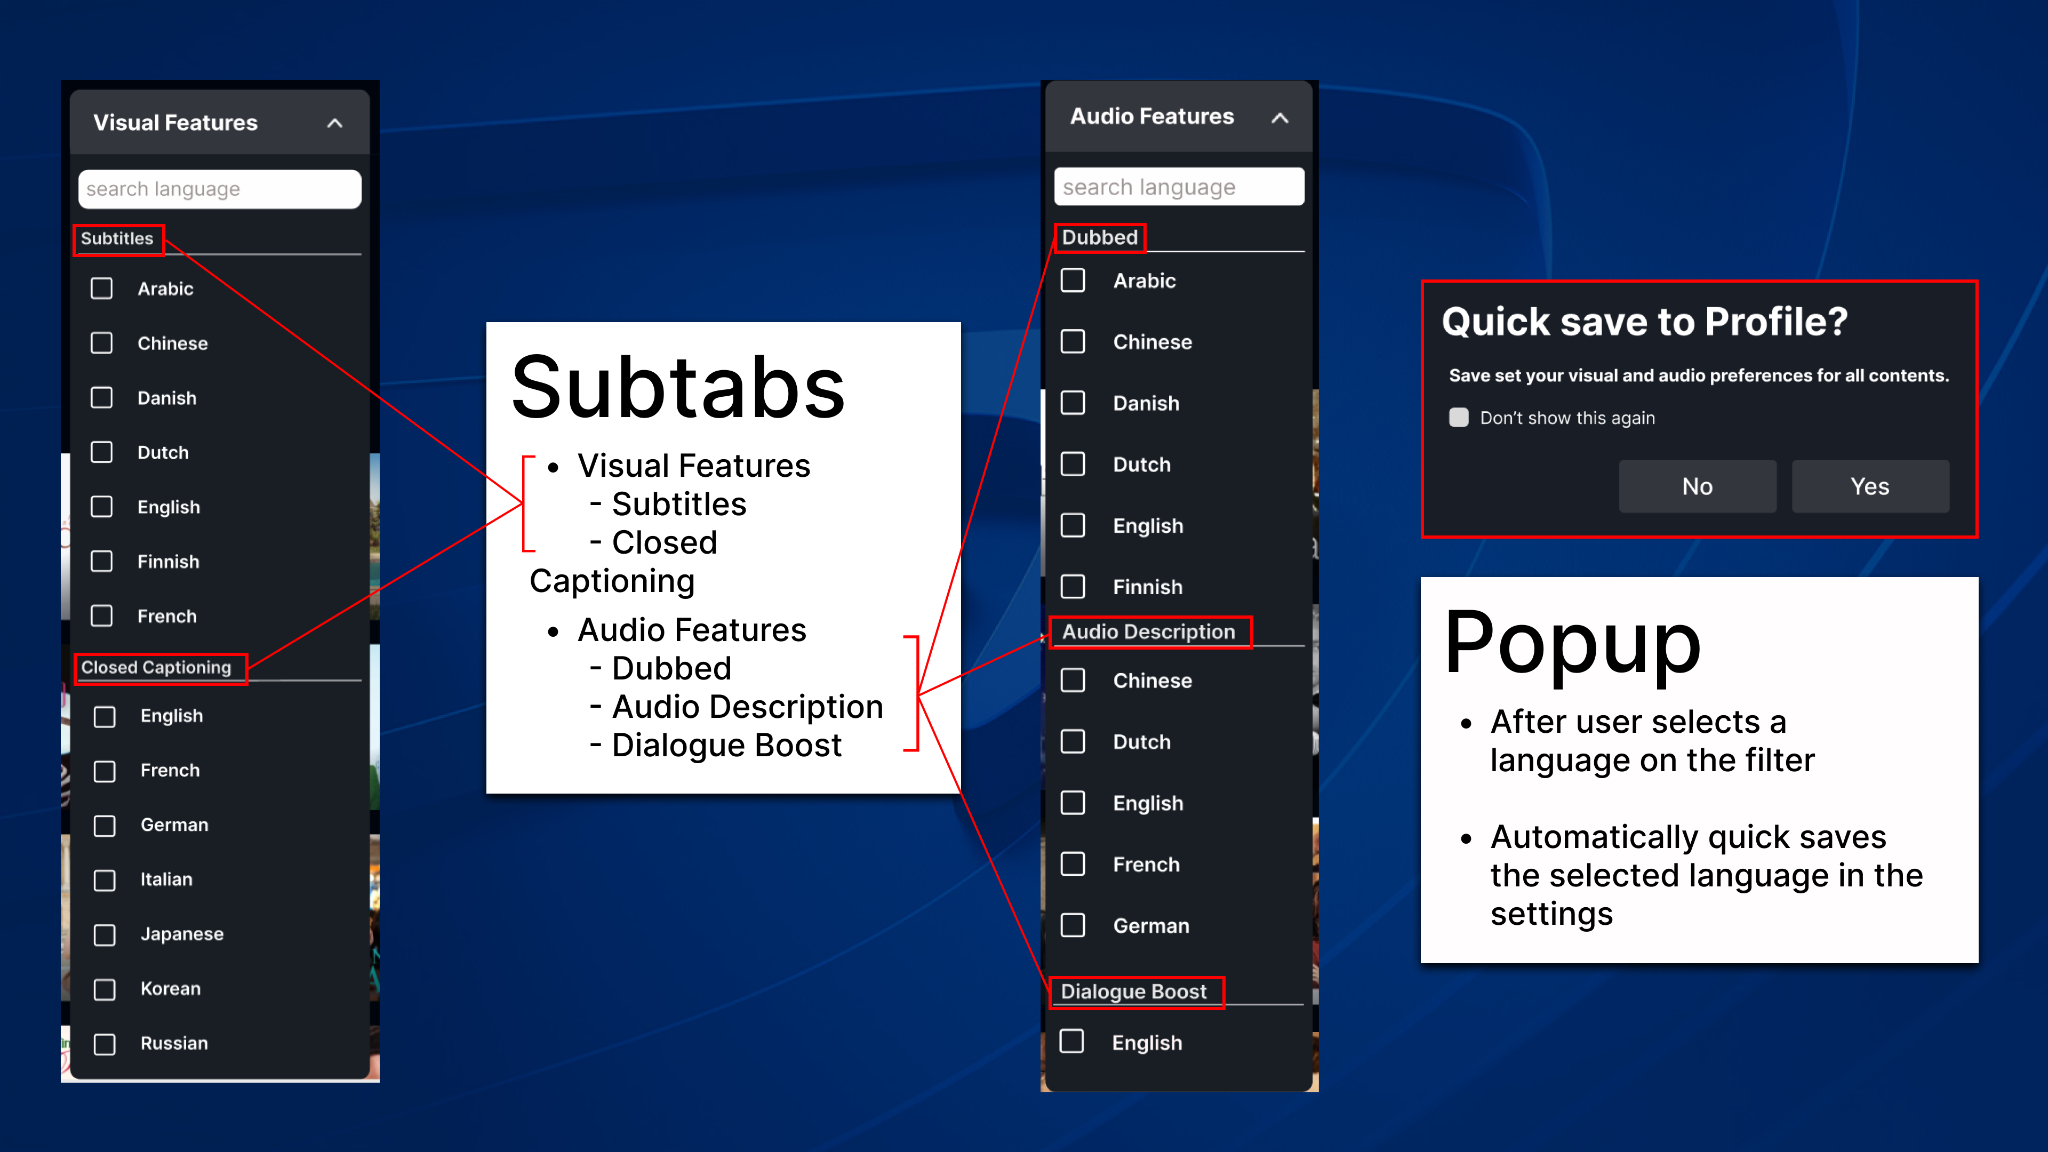 Visual Features
search language
Subtitles
Arabic
Chinese
Danish
Dutch
English
Finnish
French
Closed Captioning
English
French
German
Italian
Japanese
Korean
Russian
Subtabs
• Visual Features
- Subtitles
- Closed
Captioning
• Audio Features
- Dubbed
- Audio Description
- Dialogue Boost
Audio Features
search language
Dubbed
Arabic
Chinese
Danish
Dutch
English
Finnish
Audio Description
Chinese
Dutch
English
French
German
Dialogue Boost
English
Quick save to Profile?
Save set your visual and audio preferences for all contents.
Don't show this again
No Yes
Popup
• After user selects a
language on the filter
• Automatically quick saves
the selected language in the
settings